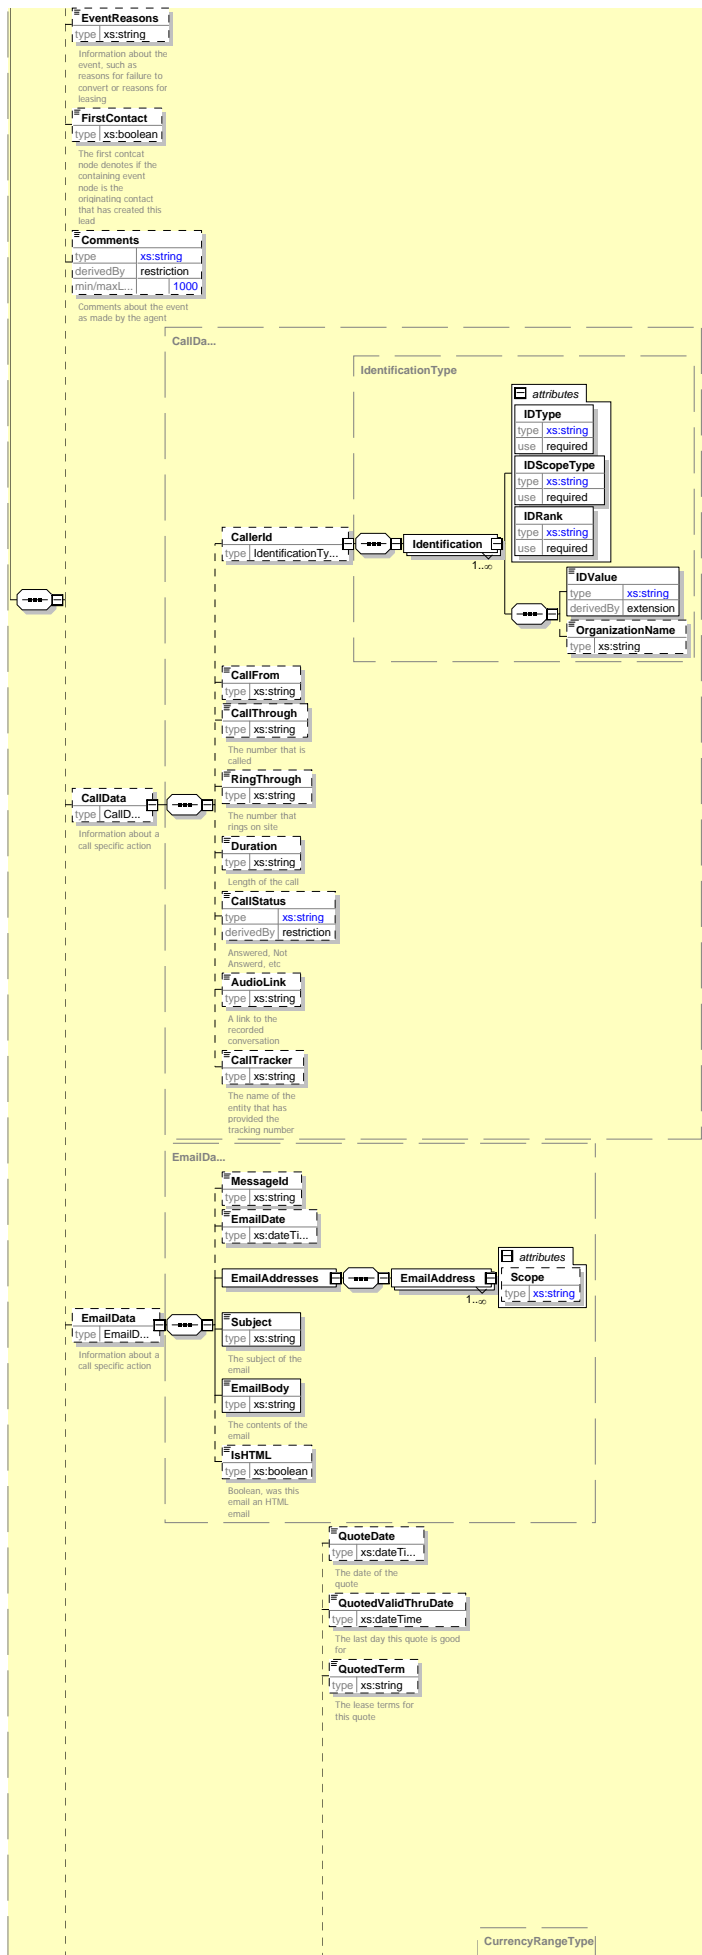 EventReasons
type xs:string
Information about the
event, such as
reasons for failure to
convert or reasons for
leasing
FirstContact
type xs:boolean
The first contcat
node denotes if the
containing event
node is the
originating contact
that has created this
lead
Comments
type xs:string
derivedBy restriction
min/maxL... 1000
Comments about the event
as made by the agent
CallDa...
IdentificationType
attributes
IDType
type xs:string
use required
IDScopeType
type xs:string
use required
IDRank
type xs:string
use required
CallerId
type IdentificationTy...
Identification
1..∞
IDValue
type xs:string
derivedBy extension
OrganizationName
type xs:string
CallFrom
type xs:string
CallThrough
type xs:string
The number that is
called
RingThrough
type xs:string
The number that
rings on site
CallData
type CallD...
Information about a
call specific action
Duration
type xs:string
Length of the call
CallStatus
type xs:string
derivedBy restriction
Answered, Not
Answerd, etc
AudioLink
type xs:string
A link to the
recorded
conversation
CallTracker
type xs:string
The name of the
entity that has
provided the
tracking number
EmailDa...
MessageId
type xs:string
EmailDate
type xs:dateTi...
EmailAddresses
EmailAddress
1..∞
attributes
Scope
type xs:string
EmailData
type EmailD...
Information about a
call specific action
Subject
type xs:string
The subject of the
email
EmailBody
type xs:string
The contents of the
email
IsHTML
type xs:boolean
Boolean, was this
email an HTML
email
QuoteDate
type xs:dateTi...
The date of the
quote
QuotedValidThruDate
type xs:dateTime
The last day this quote is good
for
QuotedTerm
type xs:string
The lease terms for
this quote
CurrencyRangeType